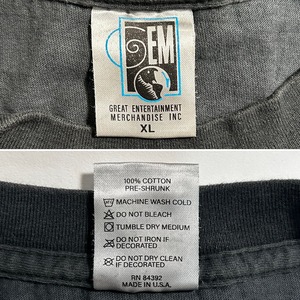 GEM
GREAT ENTERTAINMENT
MERCHANDISE INC
XL
100% COTTON
PRE-SHRUNK
MACHINE WASH COLD
DO NOT BLEACH
TUMBLE DRY MEDIUM
DO NOT IRON IF
DECORATED
DO NOT DRY CLEAN
IF DECORATED
RN 84392
MADE IN U.S.A.